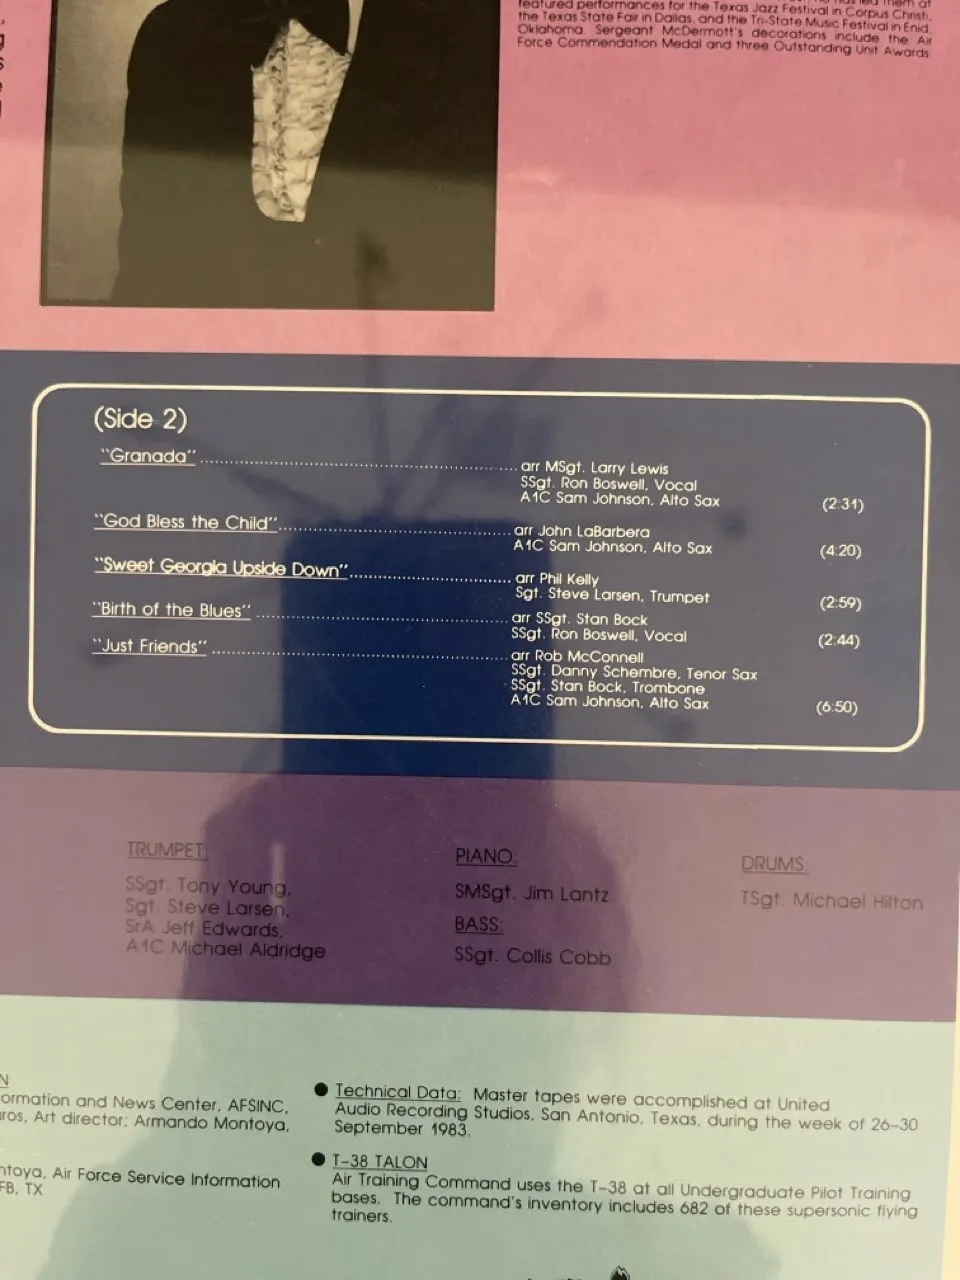 featured performances for the Texas Jazz Festival in Corpus Christi,
the Texas State Fair in Dallas, and the Tri-State Music Festival in Enid,
Oklahoma. Sergeant McDermott's decorations include the Air
Force Commendation Medal and three Outstanding Unit Awards
(Side 2)
"Granada" arr MSgt. Larry Lewis
SSgt. Ron Boswell, Vocal
A1C Sam Johnson, Alto Sax (2:31)
"God Bless the Child" arr John LaBarbera
A1C Sam Johnson, Alto Sax (4:20)
"Sweet Georgia Upside Down" arr Phil Kelly
Sgt. Steve Larsen, Trumpet (2:59)
"Birth of the Blues" arr SSgt. Stan Bock
SSgt. Ron Boswell, Vocal (2:44)
"Just Friends" arr Rob McConnell
SSgt. Danny Schembre, Tenor Sax
SSgt. Stan Bock, Trombone
A1C Sam Johnson, Alto Sax (6:50)
TRUMPET:
SSgt. Tony Young,
Sgt. Steve Larsen,
SrA Jeff Edwards,
A1C Michael Aldridge
PIANO:
SMSgt. Jim Lantz
BASS:
SSgt. Collis Cobb
DRUMS:
TSgt. Michael Hilton
N
ormation and News Center, AFSINC,
ros, Art director; Armando Montoya,
ntoya, Air Force Service Information
FB, TX
● Technical Data: Master tapes were accomplished at United
Audio Recording Studios, San Antonio, Texas, during the week of 26-30
September 1983.
● T-38 TALON
Air Training Command uses the T-38 at all Undergraduate Pilot Training
bases. The command's inventory includes 682 of these supersonic flying
trainers.